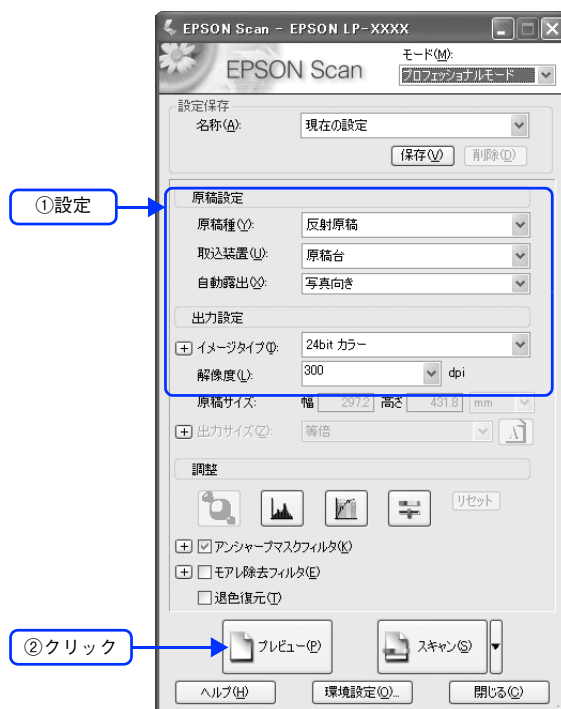 EPSON Scan - EPSON LP-XXXX
EPSON Scan
モード(M):
プロフェッショナルモード
設定保存
名称(A): 現在の設定
保存(V) 削除(D)
①設定
原稿設定
原稿種(Y): 反射原稿
取込装置(U): 原稿台
自動露出(X): 写真向き
出力設定
イメージタイプ(I): 24bit カラー
解像度(L): 300 dpi
原稿サイズ: 幅 297.2 高さ 431.8 mm
出力サイズ(Z): 等倍
調整
リセット
アンシャープマスクフィルタ(K)
モアレ除去フィルタ(E)
退色復元(T)
②クリック
プレビュー(P) スキャン(S)
ヘルプ(H) 環境設定(O)... 閉じる(C)